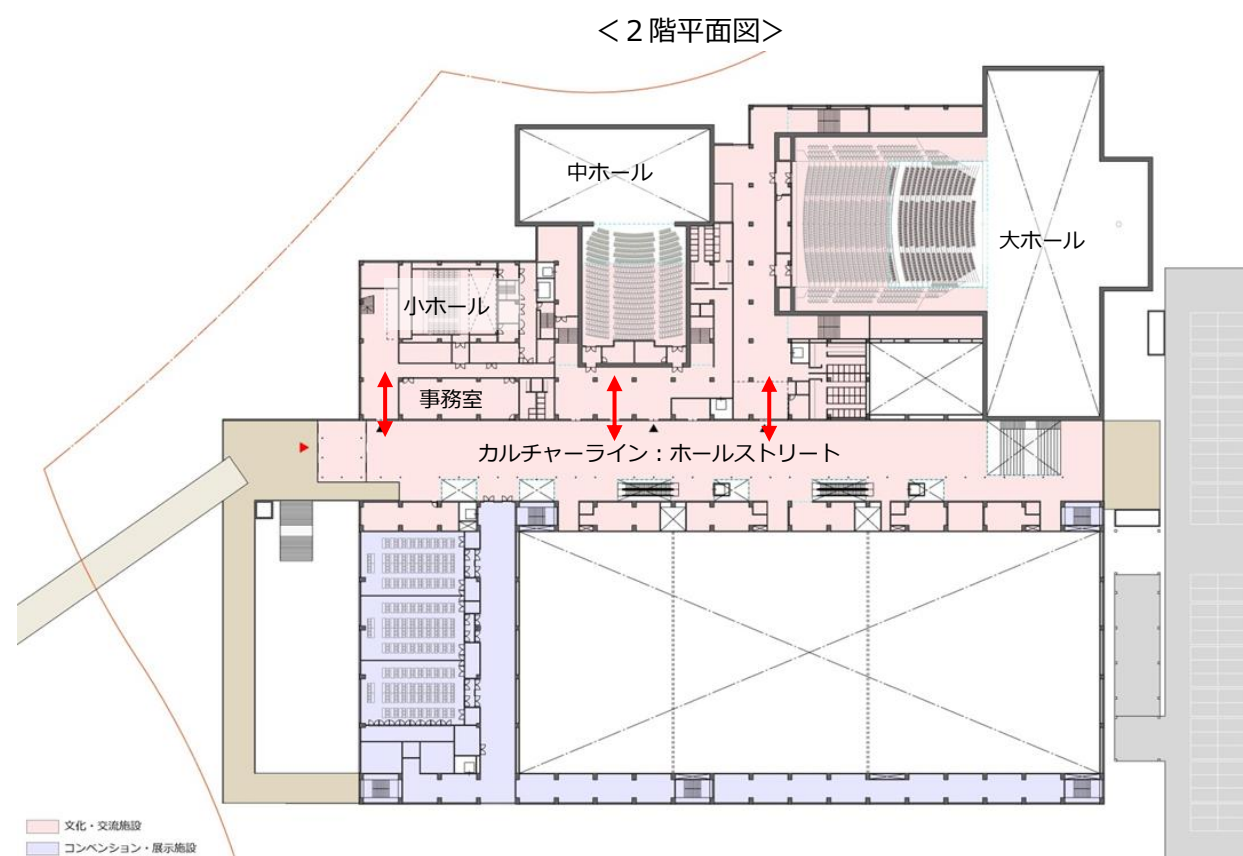 ＜２階平面図＞
中ホール
大ホール
小ホール
事務室
カルチャーライン：ホールストリート
文化・交流施設
コンベンション・展示施設